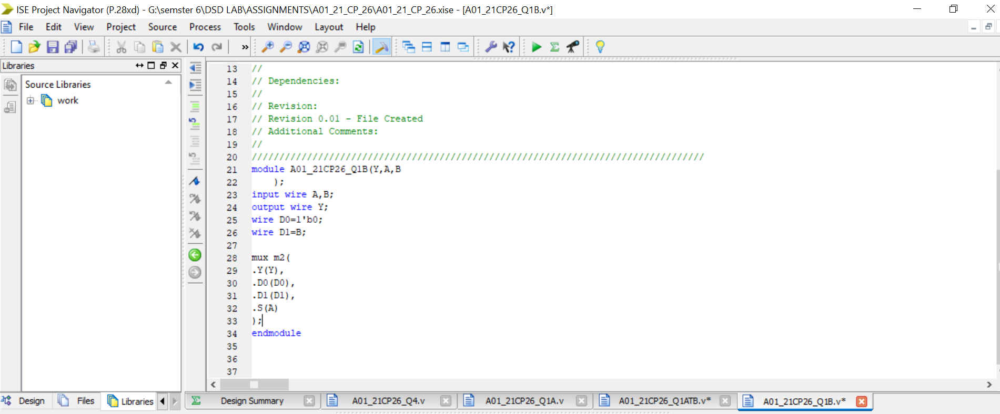 ISE Project Navigator (P.28xd) - G:\semster 6\DSD LAB\ASSIGNMENTS\A01_21_CP_26\A01_21_CP_26.xise - [A01_21CP26_Q1B.v*]
File Edit View Project Source Process Tools Window Layout Help
»
Libraries
Source Libraries
work
13 //
14 // Dependencies:
15 //
16 // Revision:
17 // Revision 0.01 - File Created
18 // Additional Comments:
19 //
20 //////////////////////////////////////////////////////////////////////////////////
21 module A01_21CP26_Q1B(Y,A,B
22     );
23 input wire A,B;
24 output wire Y;
25 wire D0=1'b0;
26 wire D1=B;
27
28 mux m2(
29 .Y(Y),
30 .D0(D0),
31 .D1(D1),
32 .S(A)
33 );
34 endmodule
35
36
37
Design Files Libraries Σ Design Summary A01_21CP26_Q4.v A01_21CP26_Q1A.v A01_21CP26_Q1ATB.v* A01_21CP26_Q1B.v*